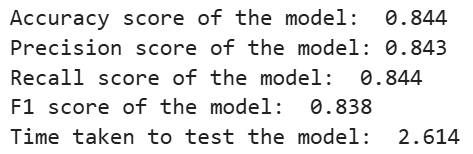 Accuracy score of the model:  0.844
Precision score of the model: 0.843
Recall score of the model:  0.844
F1 score of the model:  0.838
Time taken to test the model:  2.614